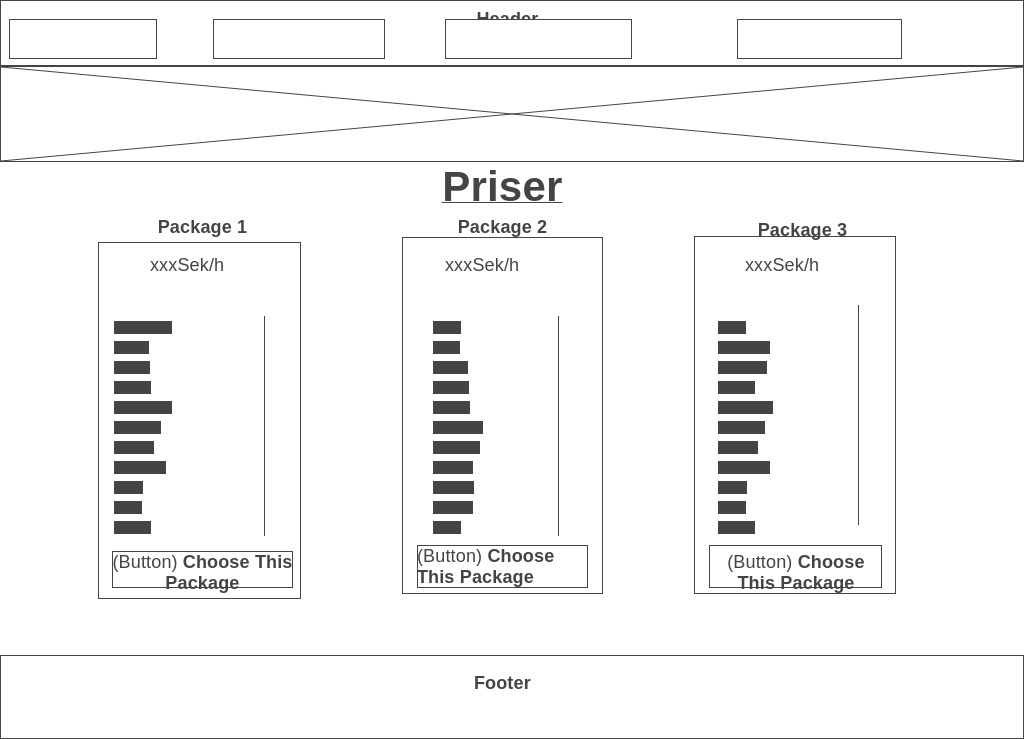 Header
Priser
Package 1
Package 2
Package 3
xxxSek/h
xxxSek/h
xxxSek/h
(Button) Choose This
Package
(Button) Choose
This Package
(Button) Choose
This Package
Footer